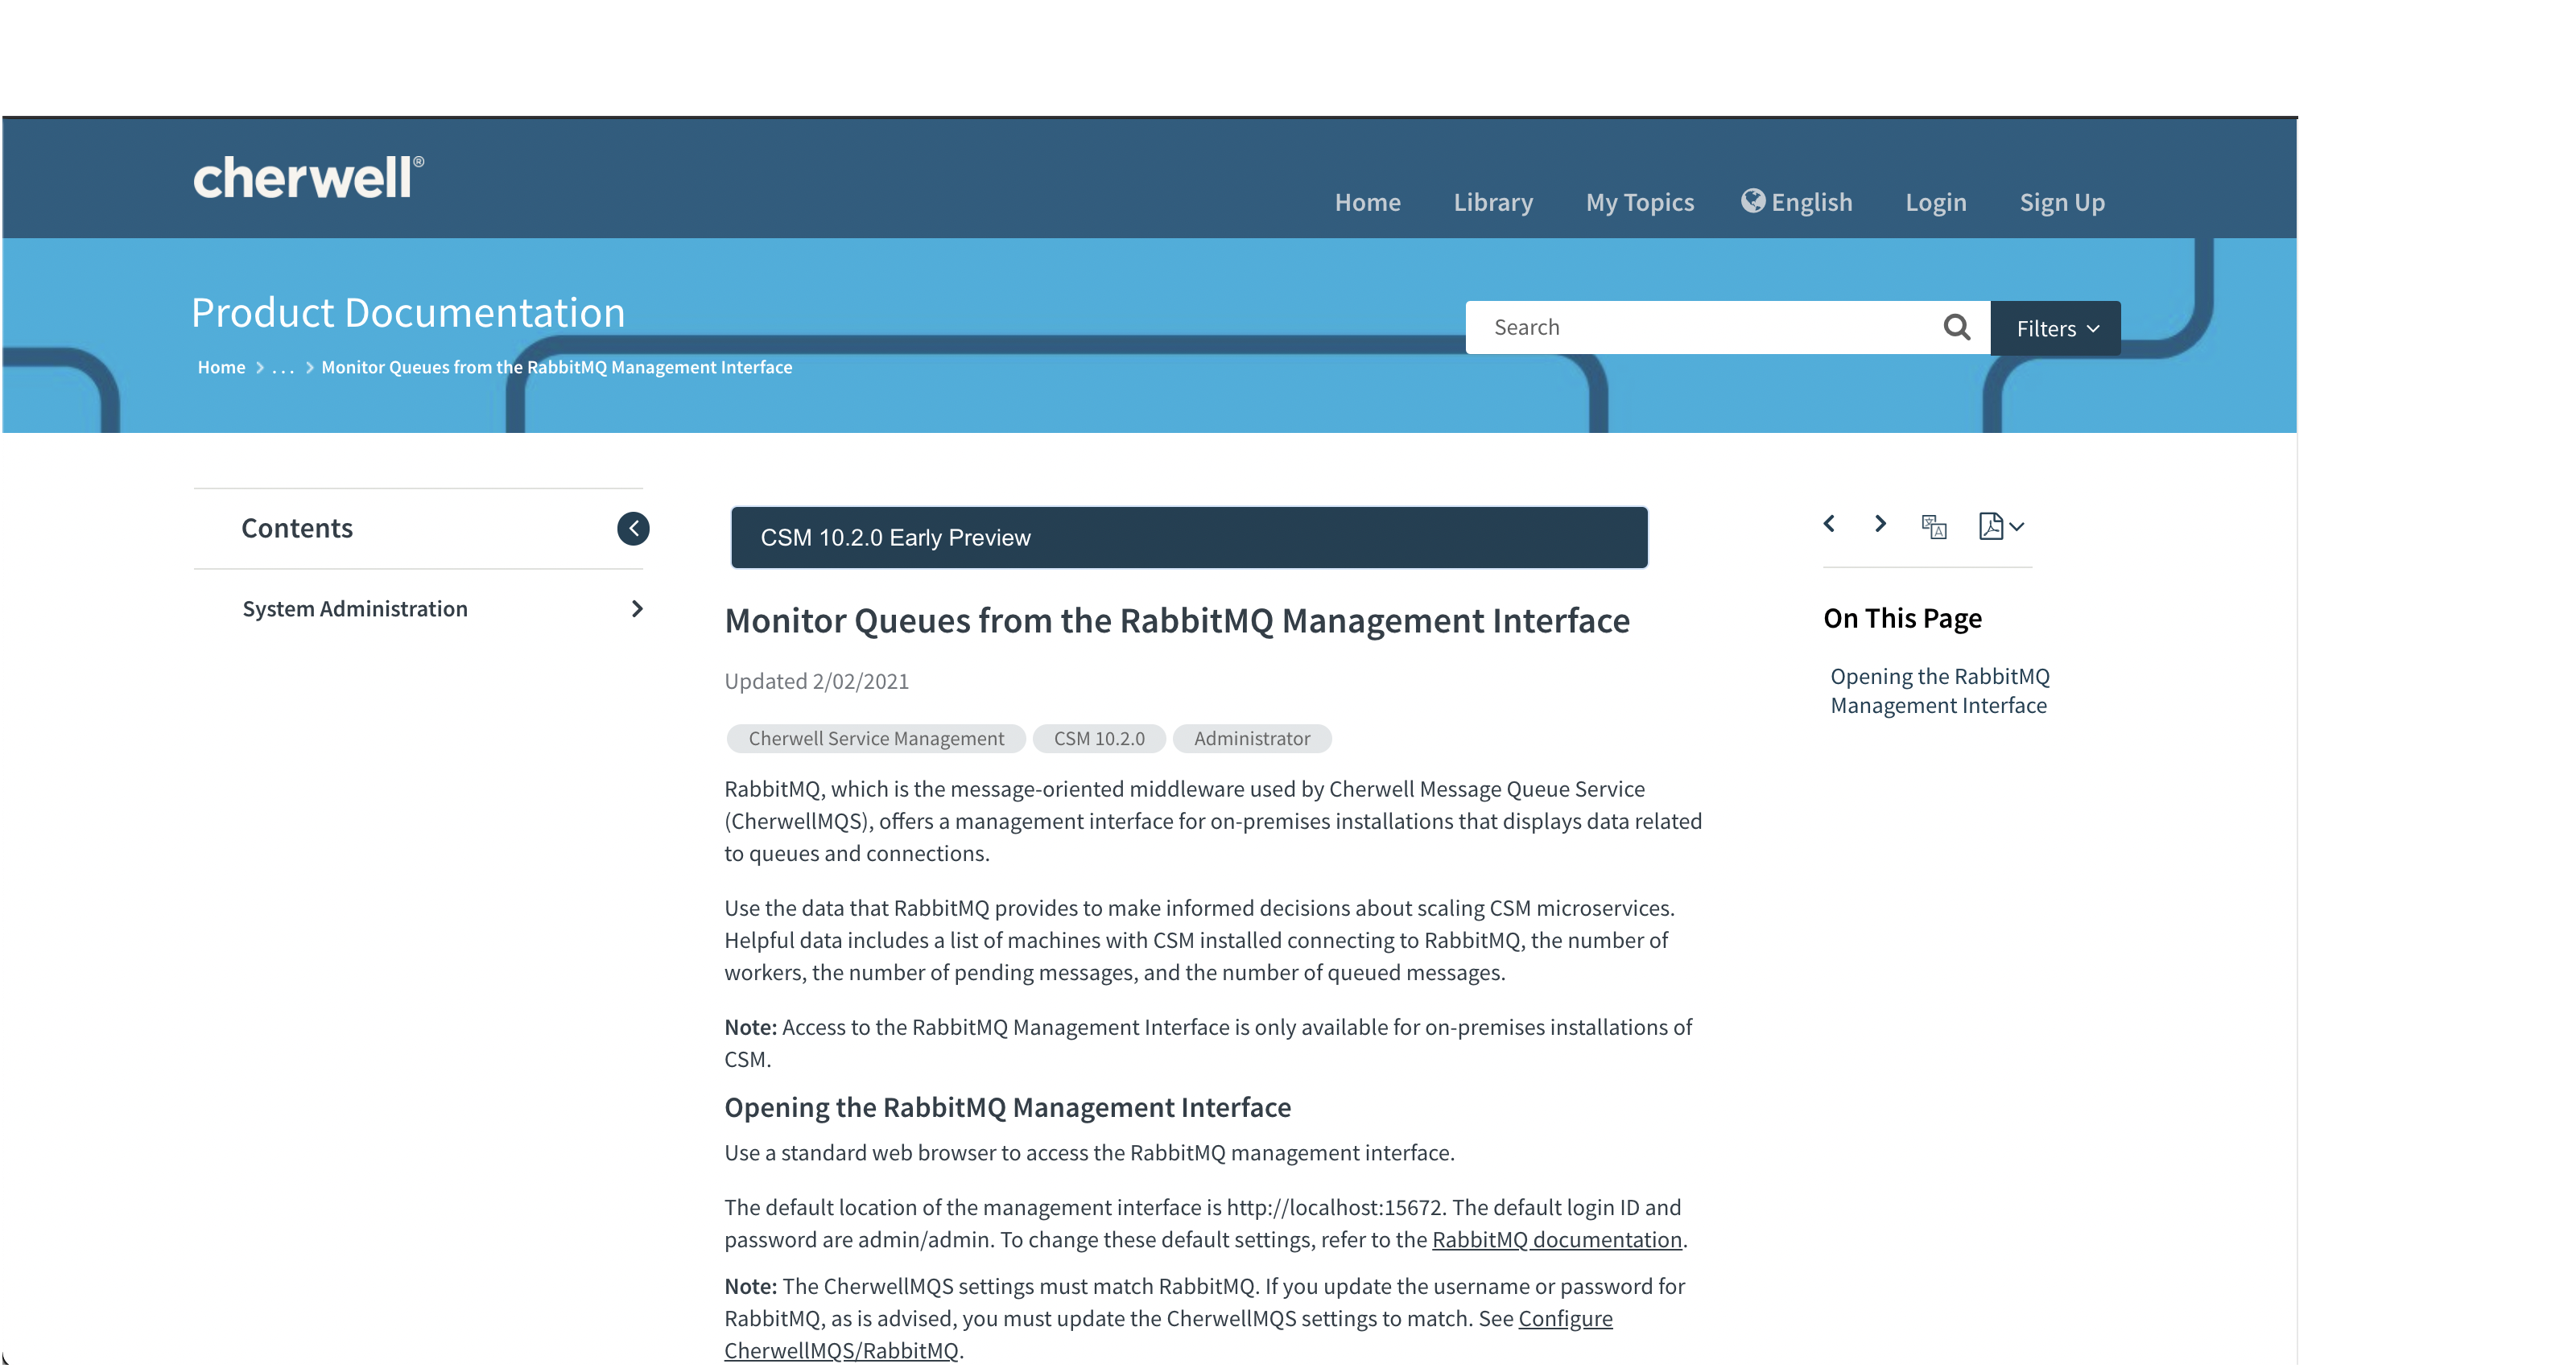 cherwell®
Home Library My Topics English Login Sign Up
Product Documentation
Search
Filters
Home > ... > Monitor Queues from the RabbitMQ Management Interface
Contents
System Administration
CSM 10.2.0 Early Preview
Monitor Queues from the RabbitMQ Management Interface
Updated 2/02/2021
Cherwell Service Management CSM 10.2.0 Administrator
RabbitMQ, which is the message-oriented middleware used by Cherwell Message Queue Service
(CherwellMQS), offers a management interface for on-premises installations that displays data related
to queues and connections.
Use the data that RabbitMQ provides to make informed decisions about scaling CSM microservices.
Helpful data includes a list of machines with CSM installed connecting to RabbitMQ, the number of
workers, the number of pending messages, and the number of queued messages.
Note: Access to the RabbitMQ Management Interface is only available for on-premises installations of
CSM.
Opening the RabbitMQ Management Interface
Use a standard web browser to access the RabbitMQ management interface.
The default location of the management interface is http://localhost:15672. The default login ID and
password are admin/admin. To change these default settings, refer to the RabbitMQ documentation.
Note: The CherwellMQS settings must match RabbitMQ. If you update the username or password for
RabbitMQ, as is advised, you must update the CherwellMQS settings to match. See Configure
CherwellMQS/RabbitMQ.
On This Page
Opening the RabbitMQ
Management Interface